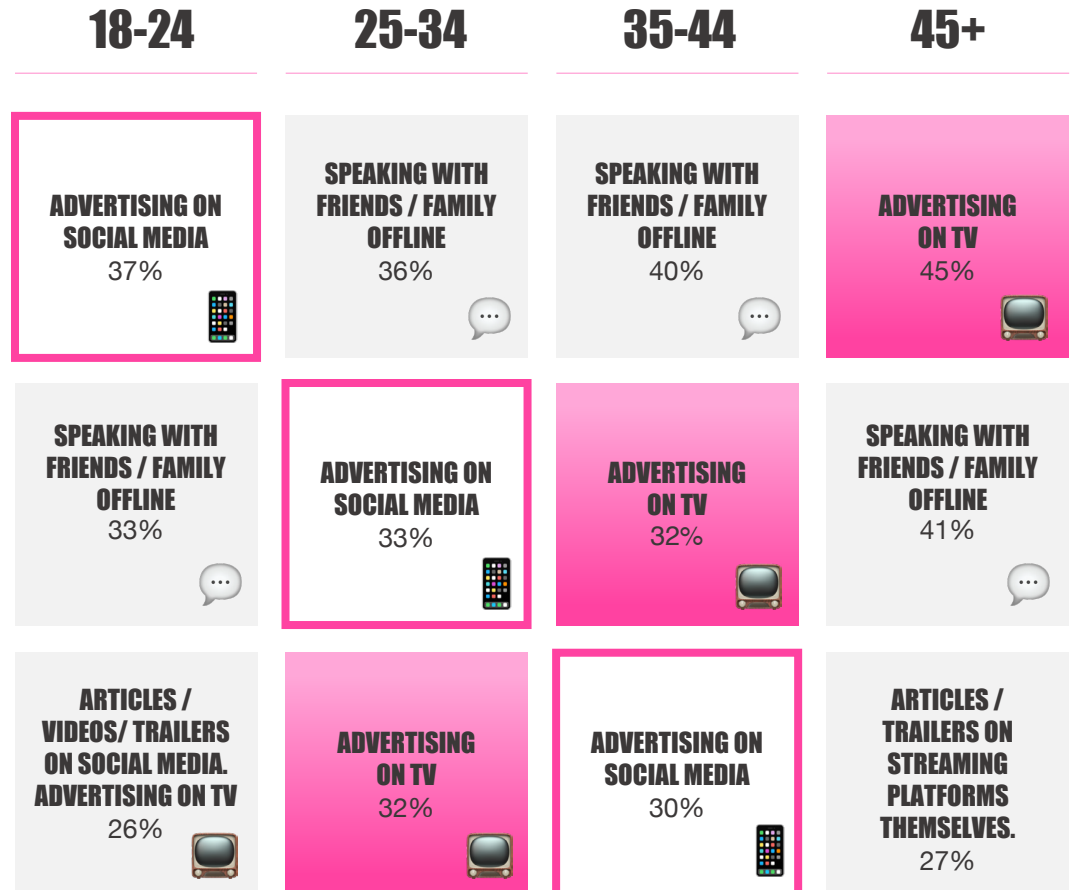 18-24
25-34
35-44
45+
ADVERTISING ON
SOCIAL MEDIA
37%
SPEAKING WITH
FRIENDS / FAMILY
OFFLINE
36%
SPEAKING WITH
FRIENDS / FAMILY
OFFLINE
40%
ADVERTISING
ON TV
45%
SPEAKING WITH
FRIENDS / FAMILY
OFFLINE
33%
ADVERTISING ON
SOCIAL MEDIA
33%
ADVERTISING
ON TV
32%
SPEAKING WITH
FRIENDS / FAMILY
OFFLINE
41%
ARTICLES /
VIDEOS/ TRAILERS
ON SOCIAL MEDIA.
ADVERTISING ON TV
26%
ADVERTISING
ON TV
32%
ADVERTISING ON
SOCIAL MEDIA
30%
ARTICLES /
TRAILERS ON
STREAMING
PLATFORMS
THEMSELVES.
27%